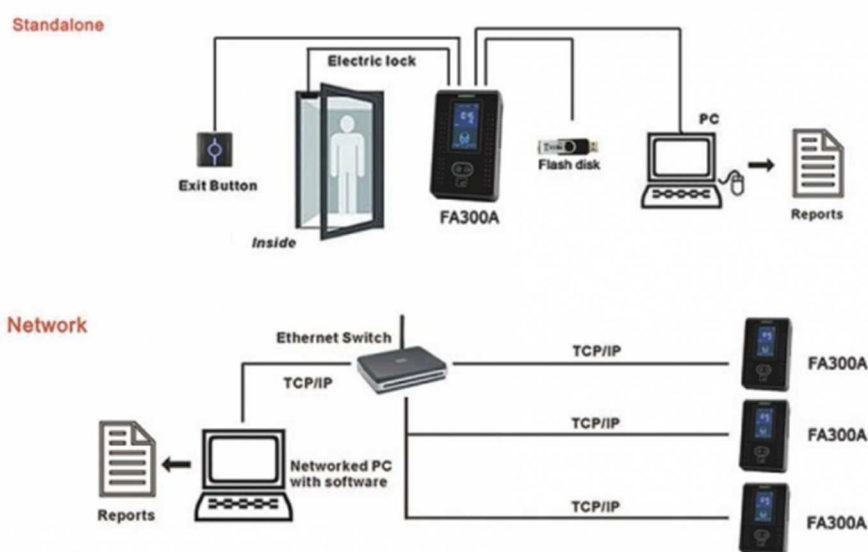 Standalone
Electric lock
PC
Exit Button
Flash disk
FA300A
Reports
Inside
Network
Ethernet Switch
TCP/IP
TCP/IP
FA300A
TCP/IP
FA300A
Networked PC
with software
Reports
TCP/IP
FA300A